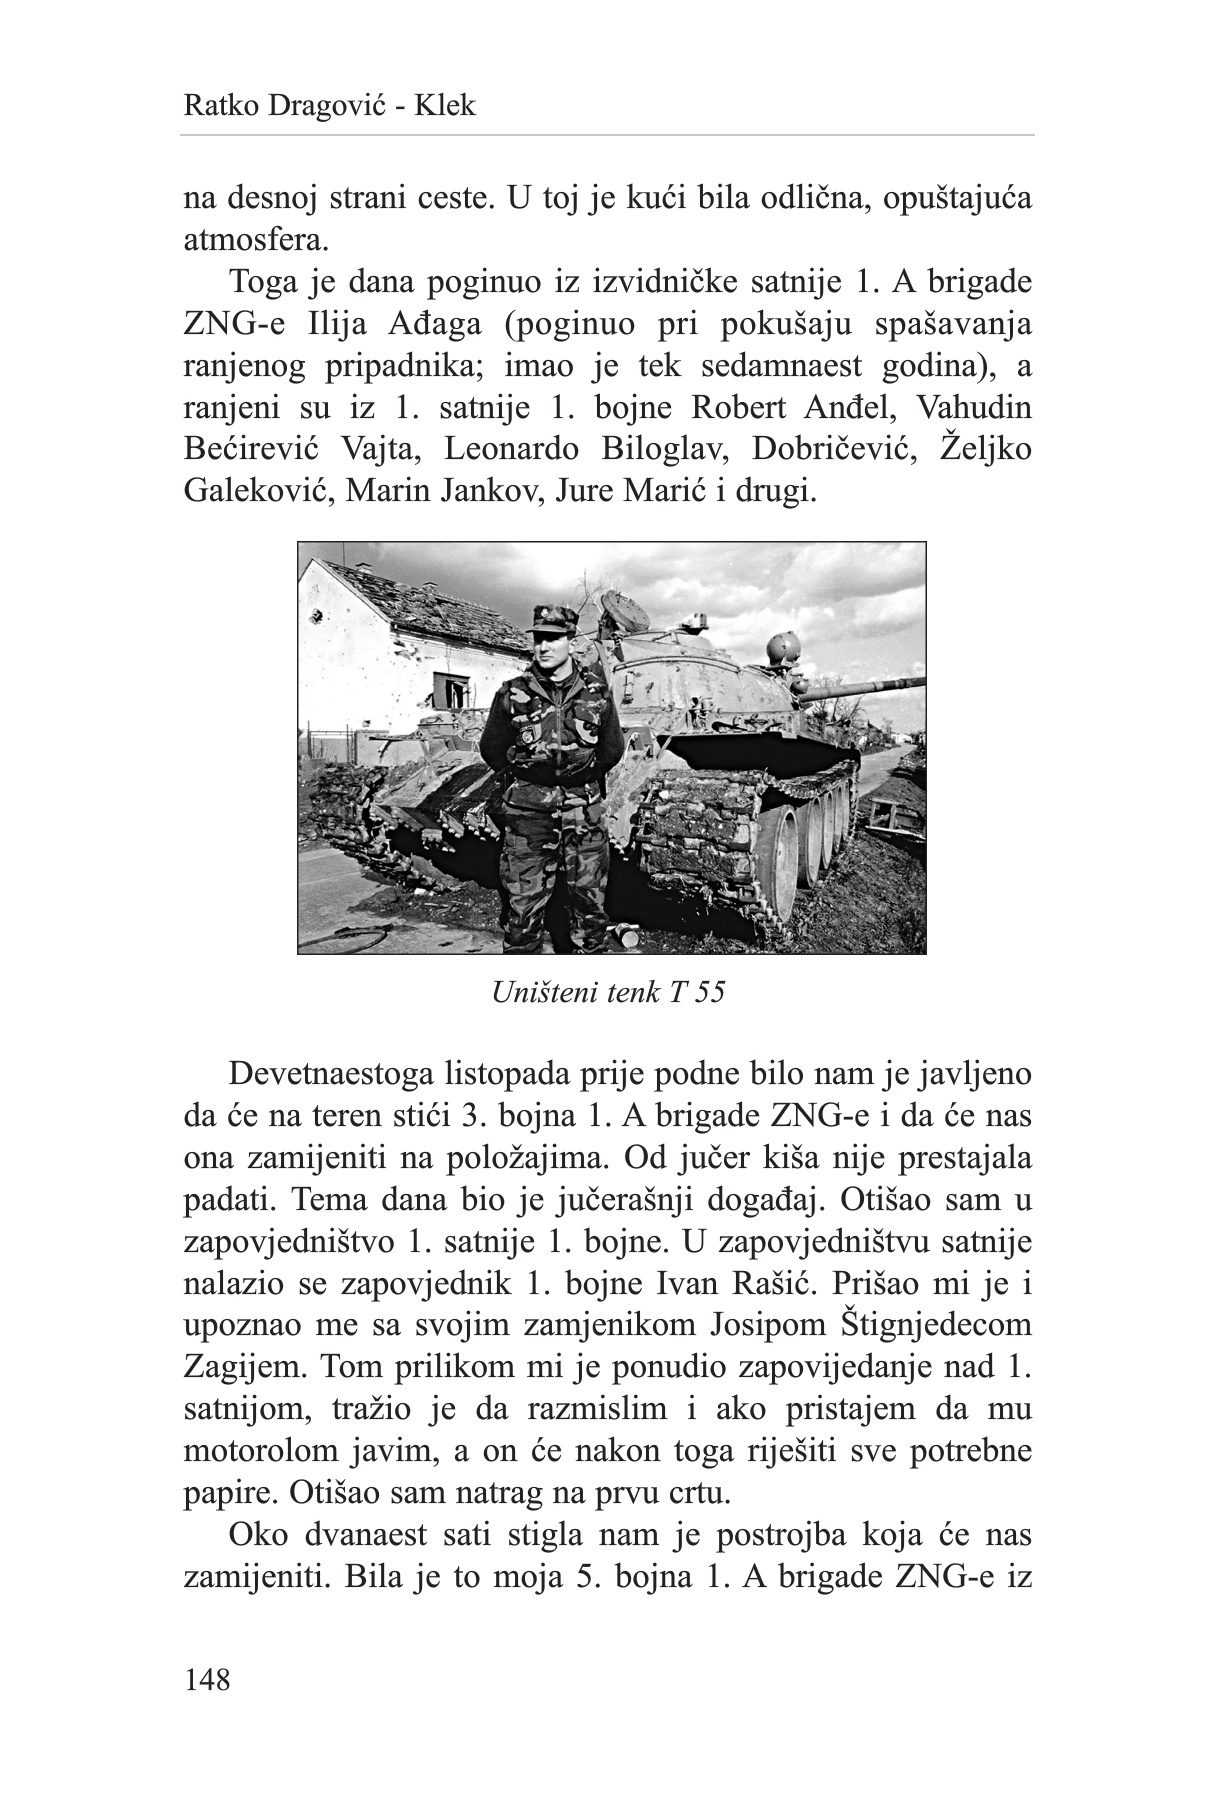 Ratko Dragović - Klek
na desnoj strani ceste. U toj je kući bila odlična, opuštajuća
atmosfera.
Toga je dana poginuo iz izvidničke satnije 1. A brigade
ZNG-e Ilija Ađaga (poginuo pri pokušaju spašavanja
ranjenog pripadnika; imao je tek sedamnaest godina), a
ranjeni su iz 1. satnije 1. bojne Robert Anđel, Vahudin
Bećirević Vajta, Leonardo Biloglav, Dobričević, Željko
Galeković, Marin Jankov, Jure Marić i drugi.
Uništeni tenk T 55
Devetnaestoga listopada prije podne bilo nam je javljeno
da će na teren stići 3. bojna 1. A brigade ZNG-e i da će nas
ona zamijeniti na položajima. Od jučer kiša nije prestajala
padati. Tema dana bio je jučerašnji događaj. Otišao sam u
zapovjedništvo 1. satnije 1. bojne. U zapovjedništvu satnije
nalazio se zapovjednik 1. bojne Ivan Rašić. Prišao mi je i
upoznao me sa svojim zamjenikom Josipom Štignjedecom
Zagijem. Tom prilikom mi je ponudio zapovijedanje nad 1.
satnijom, tražio je da razmislim i ako pristajem da mu
motorolom javim, a on će nakon toga riješiti sve potrebne
papire. Otišao sam natrag na prvu crtu.
Oko dvanaest sati stigla nam je postrojba koja će nas
zamijeniti. Bila je to moja 5. bojna 1. A brigade ZNG-e iz
148